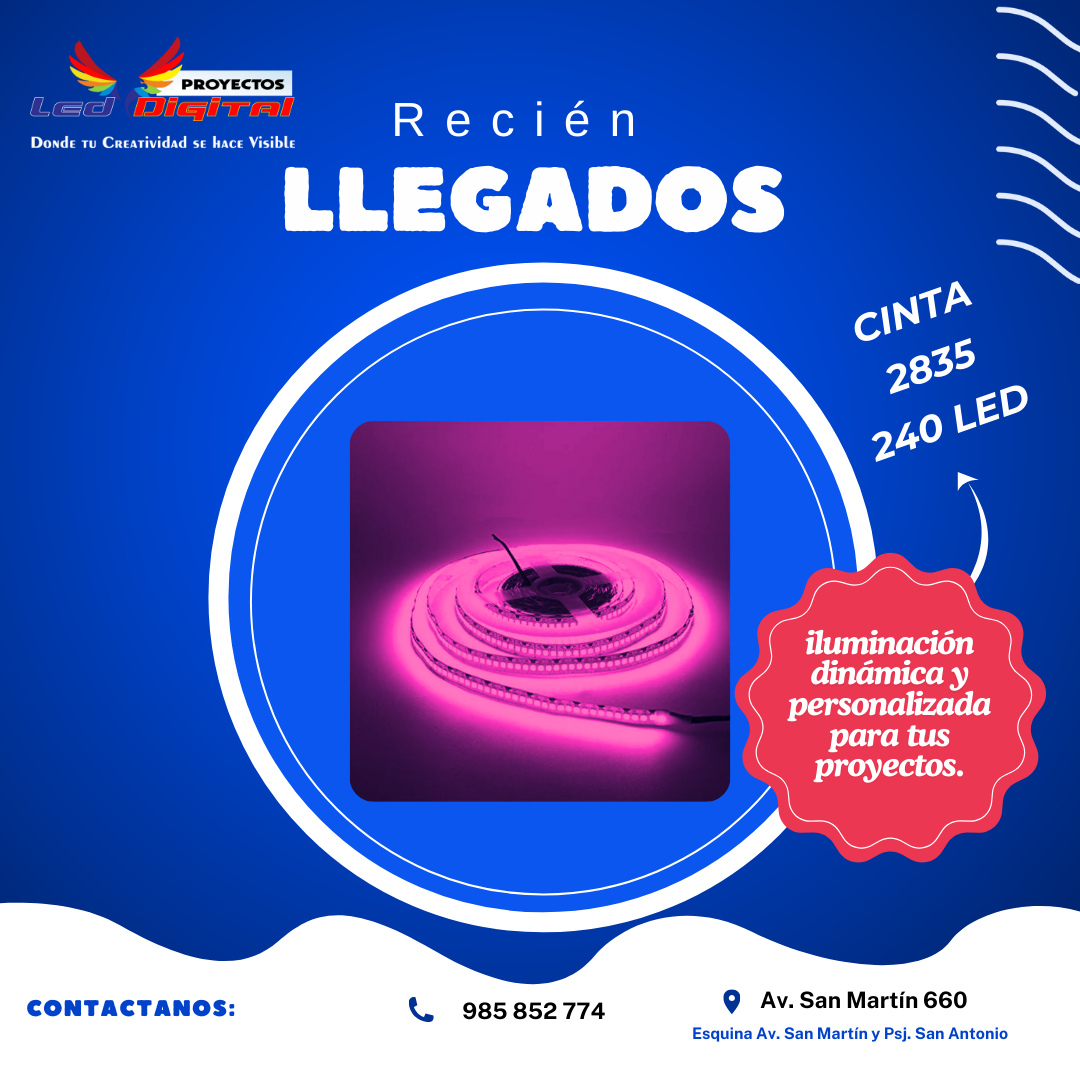 PROYECTOS
Led Digital
Donde tu Creatividad se hace Visible
Recién
LLEGADOS
CINTA
2835
240 LED
iluminación
dinámica y
personalizada
para tus
proyectos.
CONTACTANOS:
985 852 774
Av. San Martín 660
Esquina Av. San Martín y Psj. San Antonio